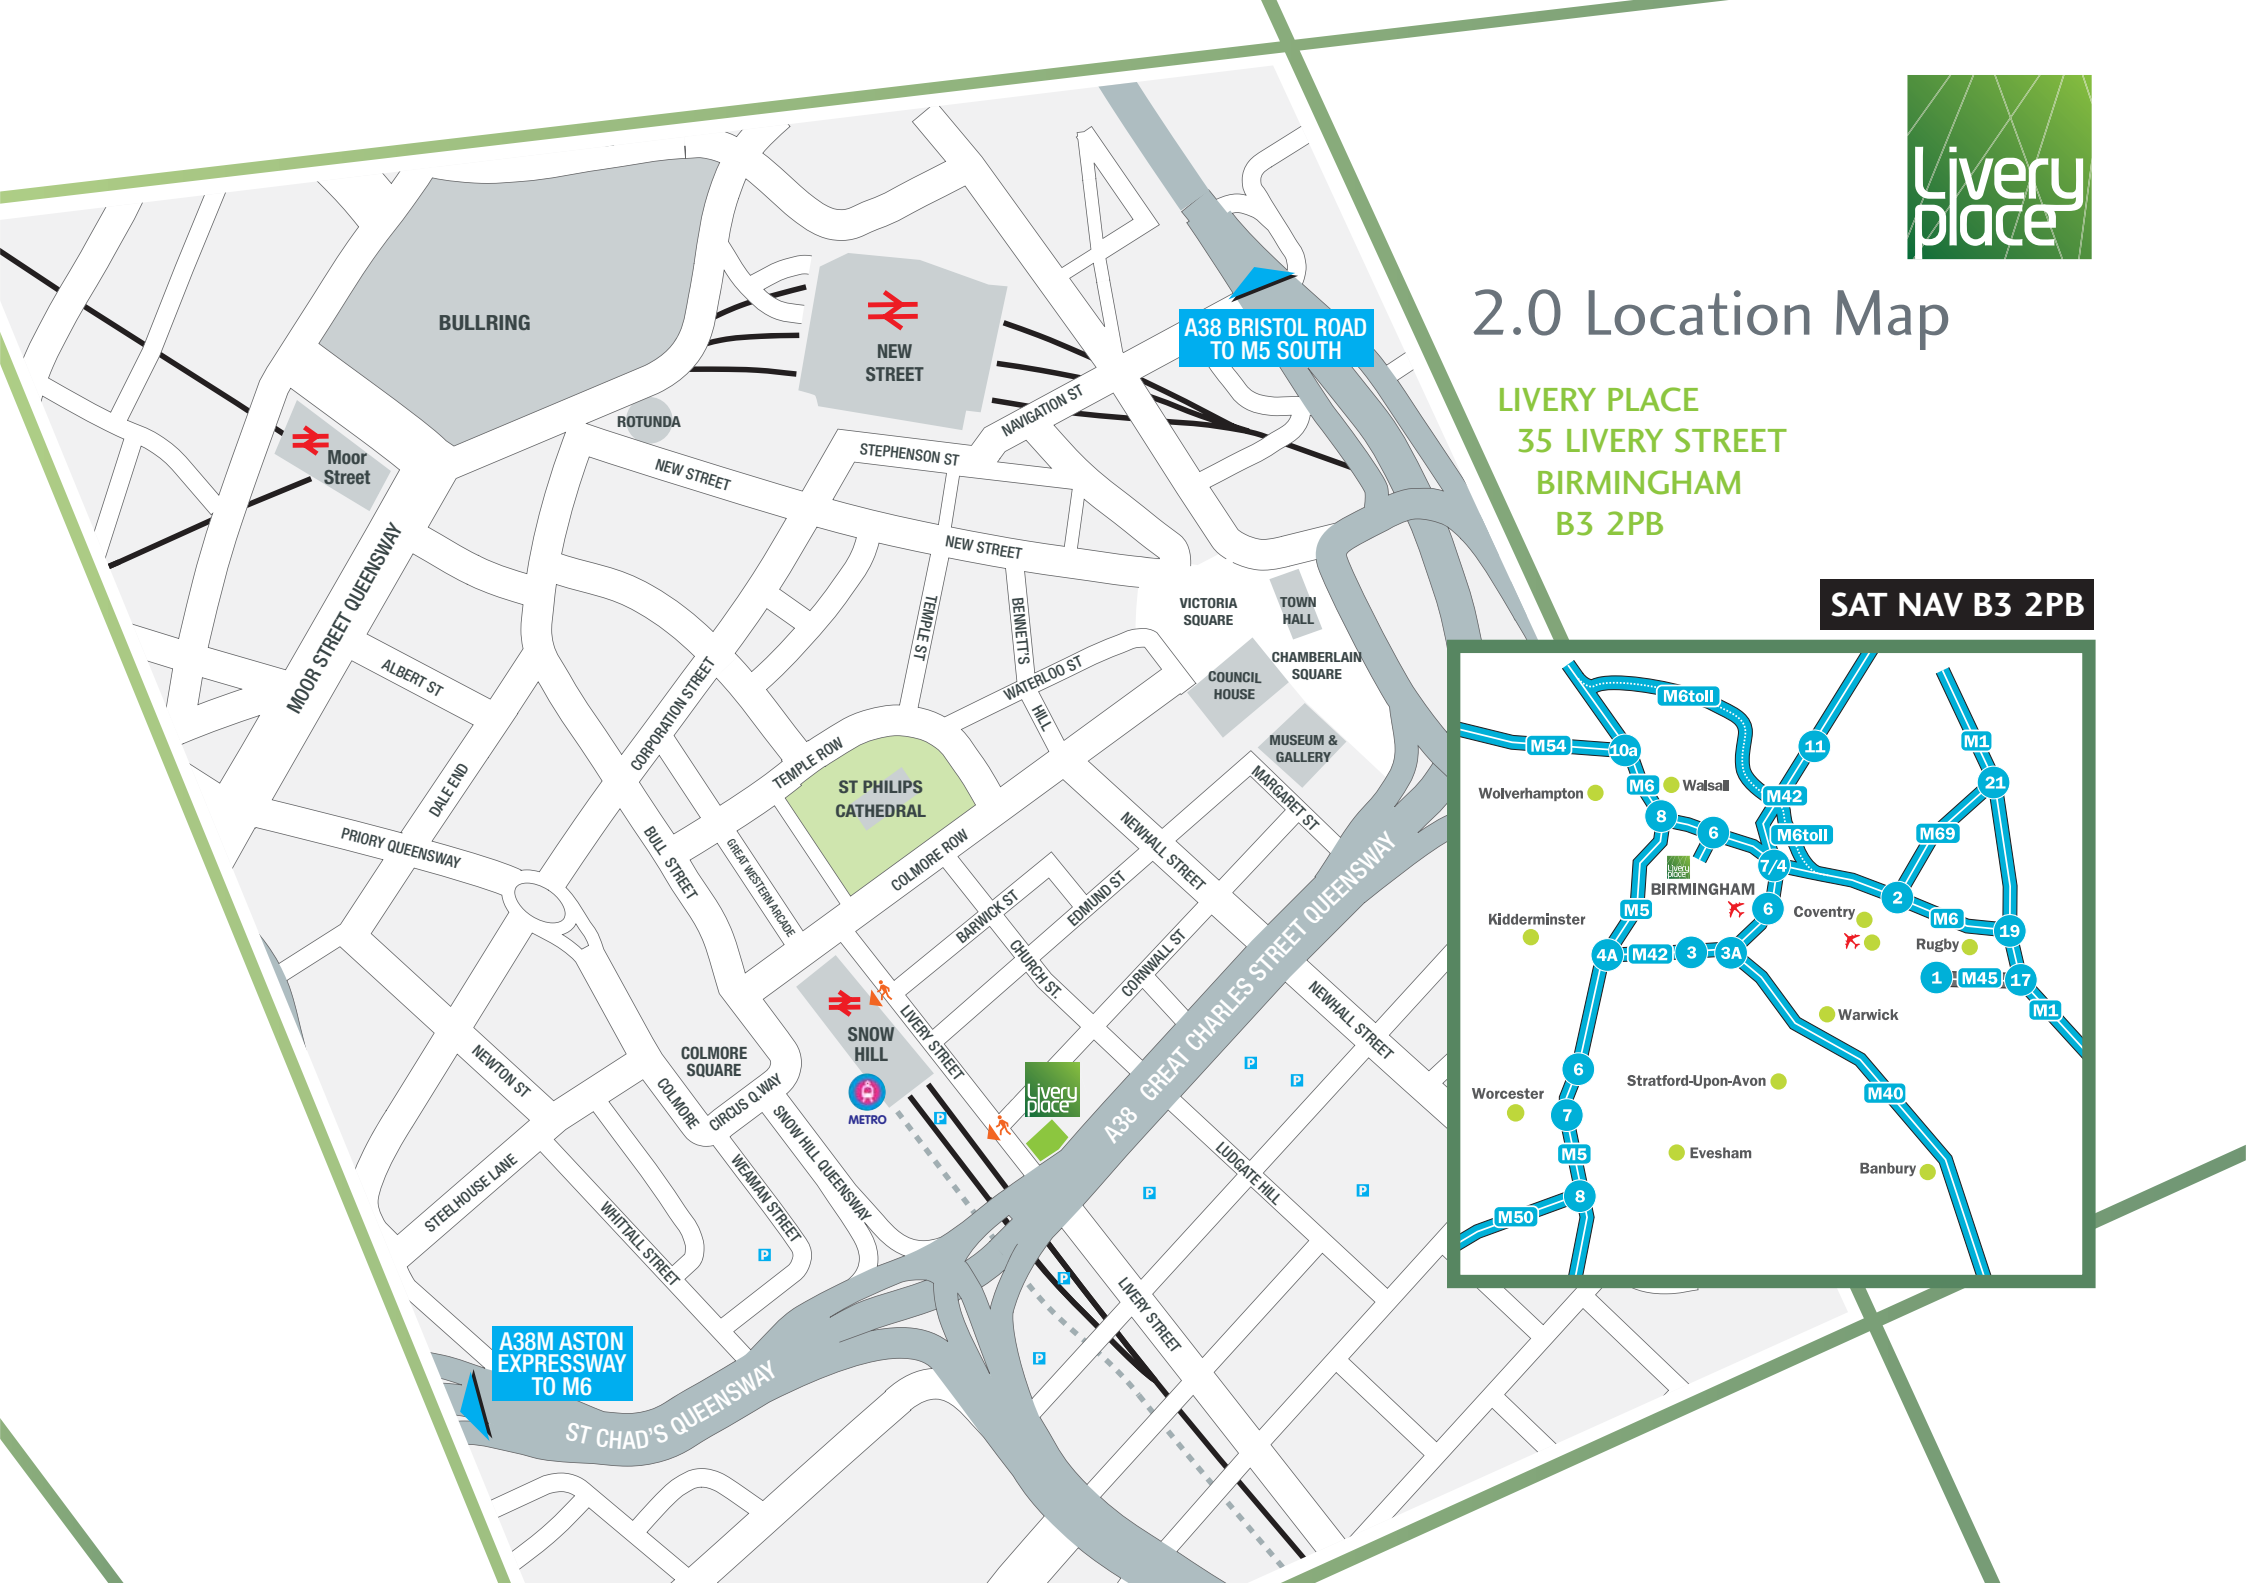 Livery
place
2.0 Location Map
LIVERY PLACE
35 LIVERY STREET
BIRMINGHAM
B3 2PB
SAT NAV B3 2PB
BULLRING
NEW
STREET
A38 BRISTOL ROAD
TO M5 SOUTH
ROTUNDA
NAVIGATION ST
Moor
Street
STEPHENSON ST
NEW STREET
NEW STREET
MOOR STREET QUEENSWAY
TEMPLE ST
BENNETT'S
HILL
VICTORIA
SQUARE
TOWN
HALL
CHAMBERLAIN
SQUARE
COUNCIL
HOUSE
ALBERT ST
CORPORATION STREET
WATERLOO ST
MUSEUM &
GALLERY
TEMPLE ROW
ST PHILIPS
CATHEDRAL
DALE END
MARGARET ST
PRIORY QUEENSWAY
BULL STREET
GREAT WESTERN ARCADE
COLMORE ROW
NEWHALL STREET
BARWICK ST
EDMUND ST
CHURCH ST.
CORNWALL ST
A38 GREAT CHARLES STREET QUEENSWAY
NEWHALL STREET
SNOW
HILL
LIVERY STREET
METRO
COLMORE
SQUARE
NEWTON ST
COLMORE
CIRCUS Q.WAY
SNOW HILL QUEENSWAY
Livery
place
P
P
P
P
P
P
P
P
LUDGATE HILL
STEELHOUSE LANE
WEAMAN STREET
WHITTALL STREET
LIVERY STREET
A38M ASTON
EXPRESSWAY
TO M6
ST CHAD'S QUEENSWAY
M6toll
M54
10a
11
M1
M6
Walsall
Wolverhampton
M42
21
8
6
M6toll
M69
Livery
place
7/4
BIRMINGHAM
M5
6
Coventry
2
M6
19
Kidderminster
Rugby
4A
M42
3
3A
1
M45
17
Warwick
M1
6
Stratford-Upon-Avon
Worcester
7
M40
M5
Evesham
Banbury
8
M50